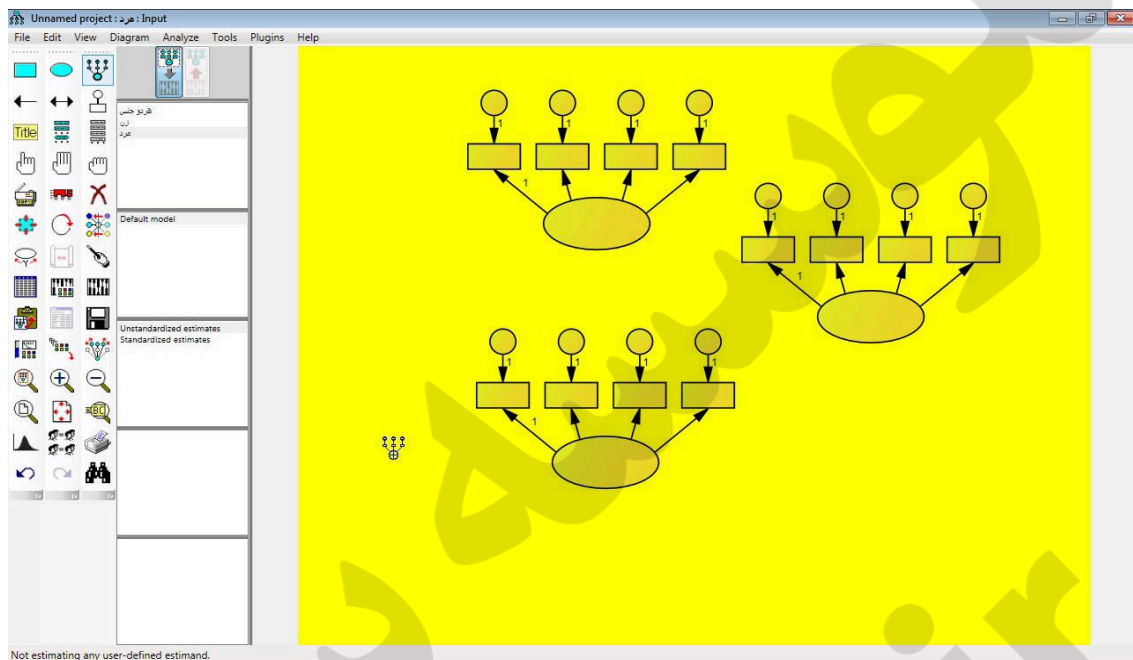 Unnamed project : مرد : Input
File Edit View Diagram Analyze Tools Plugins Help
Title
هردو جنس
زن
مرد
Default model
Unstandardized estimates
Standardized estimates
1 1 1 1
1
1 1 1 1
1
1 1 1 1
1
Not estimating any user-defined estimand.